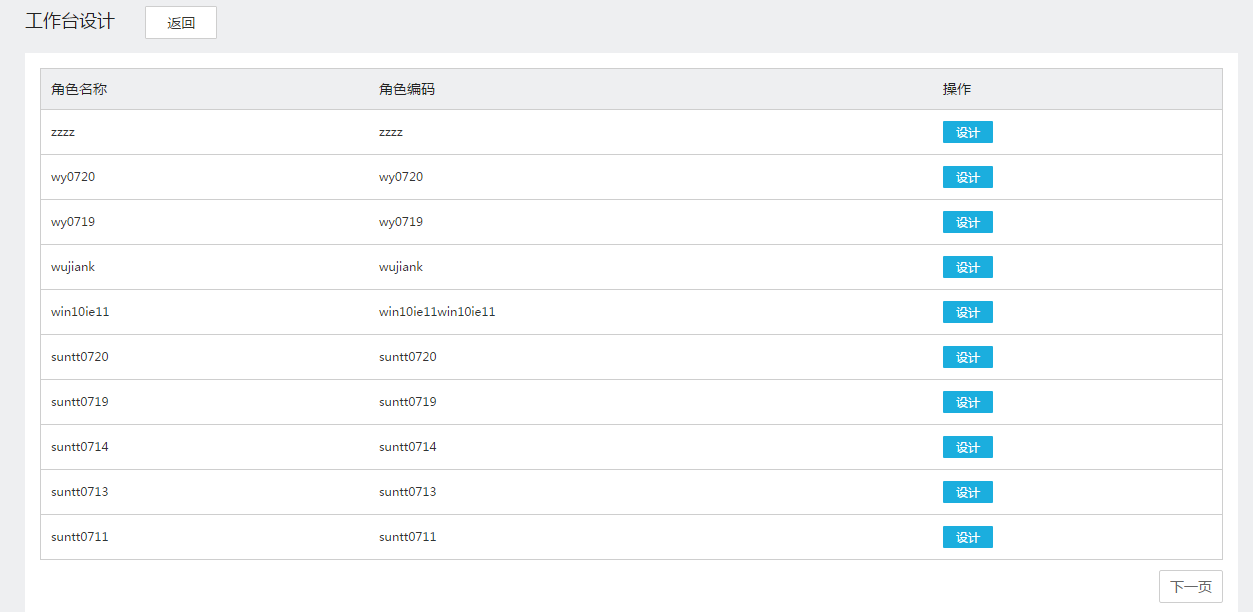 工作台设计 返回
角色名称 角色编码 操作
zzzz zzzz 设计
wy0720 wy0720 设计
wy0719 wy0719 设计
wujiank wujiank 设计
win10ie11 win10ie11win10ie11 设计
suntt0720 suntt0720 设计
suntt0719 suntt0719 设计
suntt0714 suntt0714 设计
suntt0713 suntt0713 设计
suntt0711 suntt0711 设计
下一页